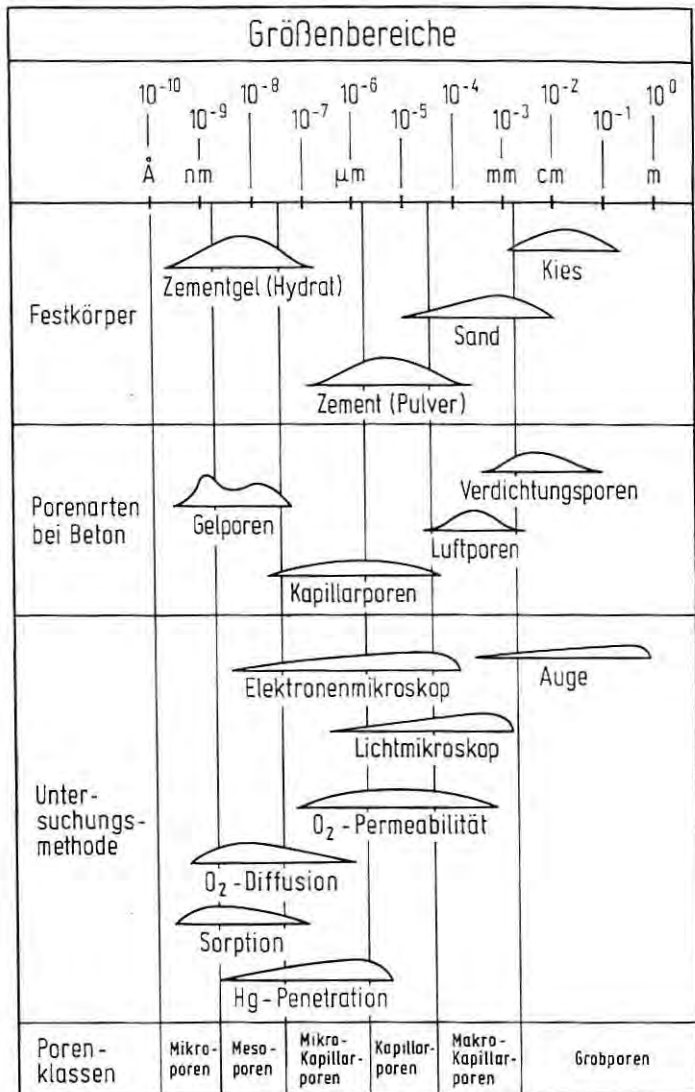 Größenbereiche
10⁻¹⁰ 10⁻⁸ 10⁻⁶ 10⁻⁴ 10⁻² 10⁰
10⁻⁹ 10⁻⁷ 10⁻⁵ 10⁻³ 10⁻¹
Å nm µm mm cm m
Festkörper
Kies
Zementgel (Hydrat)
Sand
Zement (Pulver)
Porenarten
bei Beton
Verdichtungsporen
Gelporen
Luftporen
Kapillarporen
Unter-
suchungs-
methode
Auge
Elektronenmikroskop
Lichtmikroskop
O₂-Permeabilität
O₂-Diffusion
Sorption
Hg-Penetration
Poren-
klassen
Mikro-
poren
Meso-
poren
Mikro-
Kapillar-
poren
Kapillar-
poren
Makro-
Kapillar-
poren
Grobporen